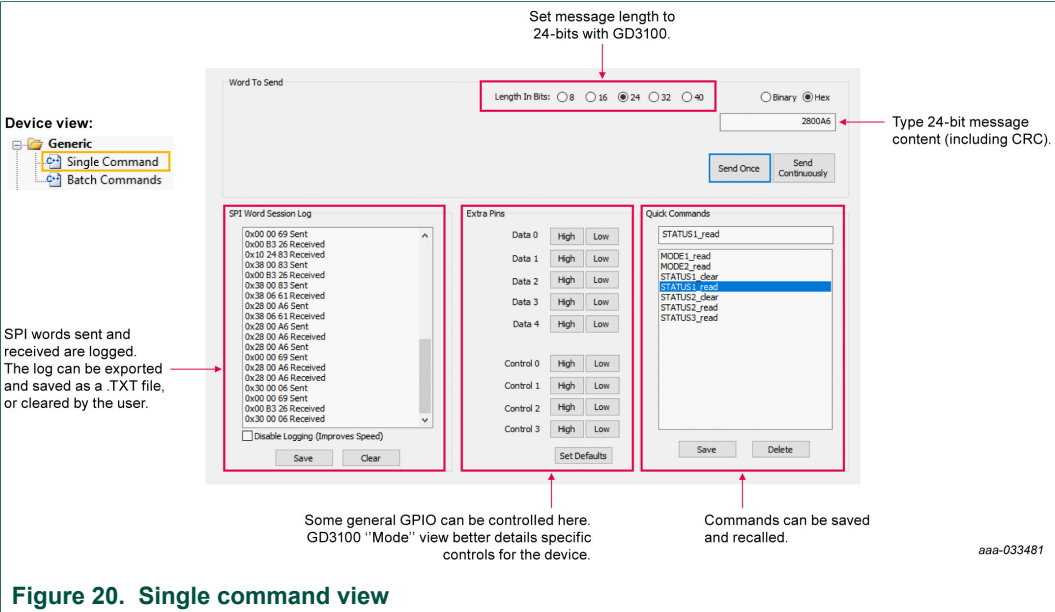 Set message length to
24-bits with GD3100.
Word To Send
Length In Bits: 8 16 24 32 40
Binary Hex
2800A6
Type 24-bit message
content (including CRC).
Send Once
Send
Continuously
Device view:
Generic
Single Command
Batch Commands
SPI Word Session Log
0x00 00 69 Sent
0x00 B3 26 Received
0x10 24 83 Received
0x38 00 83 Sent
0x00 B3 26 Received
0x38 00 83 Sent
0x38 06 61 Received
0x28 00 A6 Sent
0x38 06 61 Received
0x28 00 A6 Sent
0x28 00 A6 Received
0x28 00 A6 Sent
0x00 00 69 Sent
0x28 00 A6 Received
0x28 00 A6 Received
0x30 00 06 Sent
0x00 00 69 Sent
0x00 B3 26 Received
0x30 00 06 Received
Disable Logging (Improves Speed)
Save Clear
SPI words sent and
received are logged.
The log can be exported
and saved as a .TXT file,
or cleared by the user.
Extra Pins
Data 0 High Low
Data 1 High Low
Data 2 High Low
Data 3 High Low
Data 4 High Low
Control 0 High Low
Control 1 High Low
Control 2 High Low
Control 3 High Low
Set Defaults
Quick Commands
STATUS1_read
MODE1_read
MODE2_read
STATUS1_clear
STATUS1_read
STATUS2_clear
STATUS2_read
STATUS3_read
Save Delete
Some general GPIO can be controlled here.
GD3100 ‘’Mode’’ view better details specific
controls for the device.
Commands can be saved
and recalled.
aaa-033481
Figure 20. Single command view